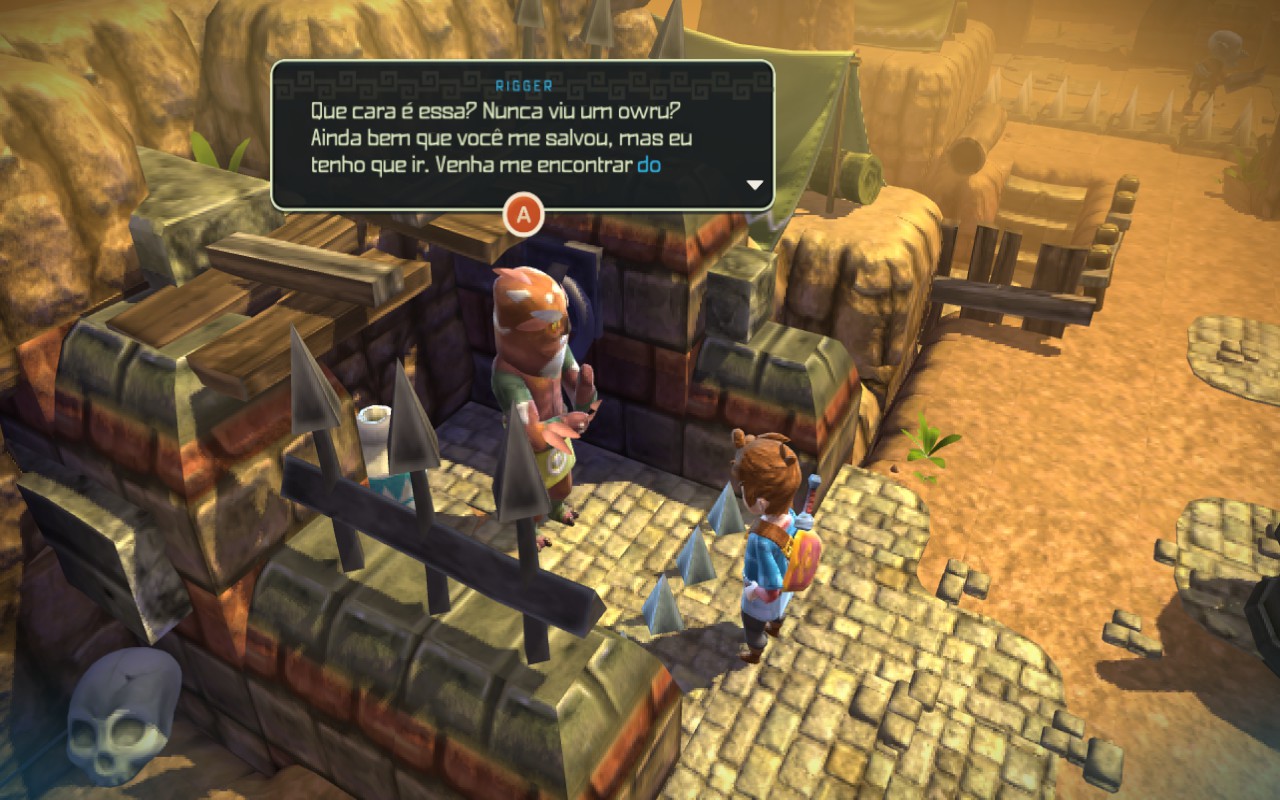 RIGGER
Que cara é essa? Nunca viu um owru?
Ainda bem que você me salvou, mas eu
tenho que ir. Venha me encontrar do
A